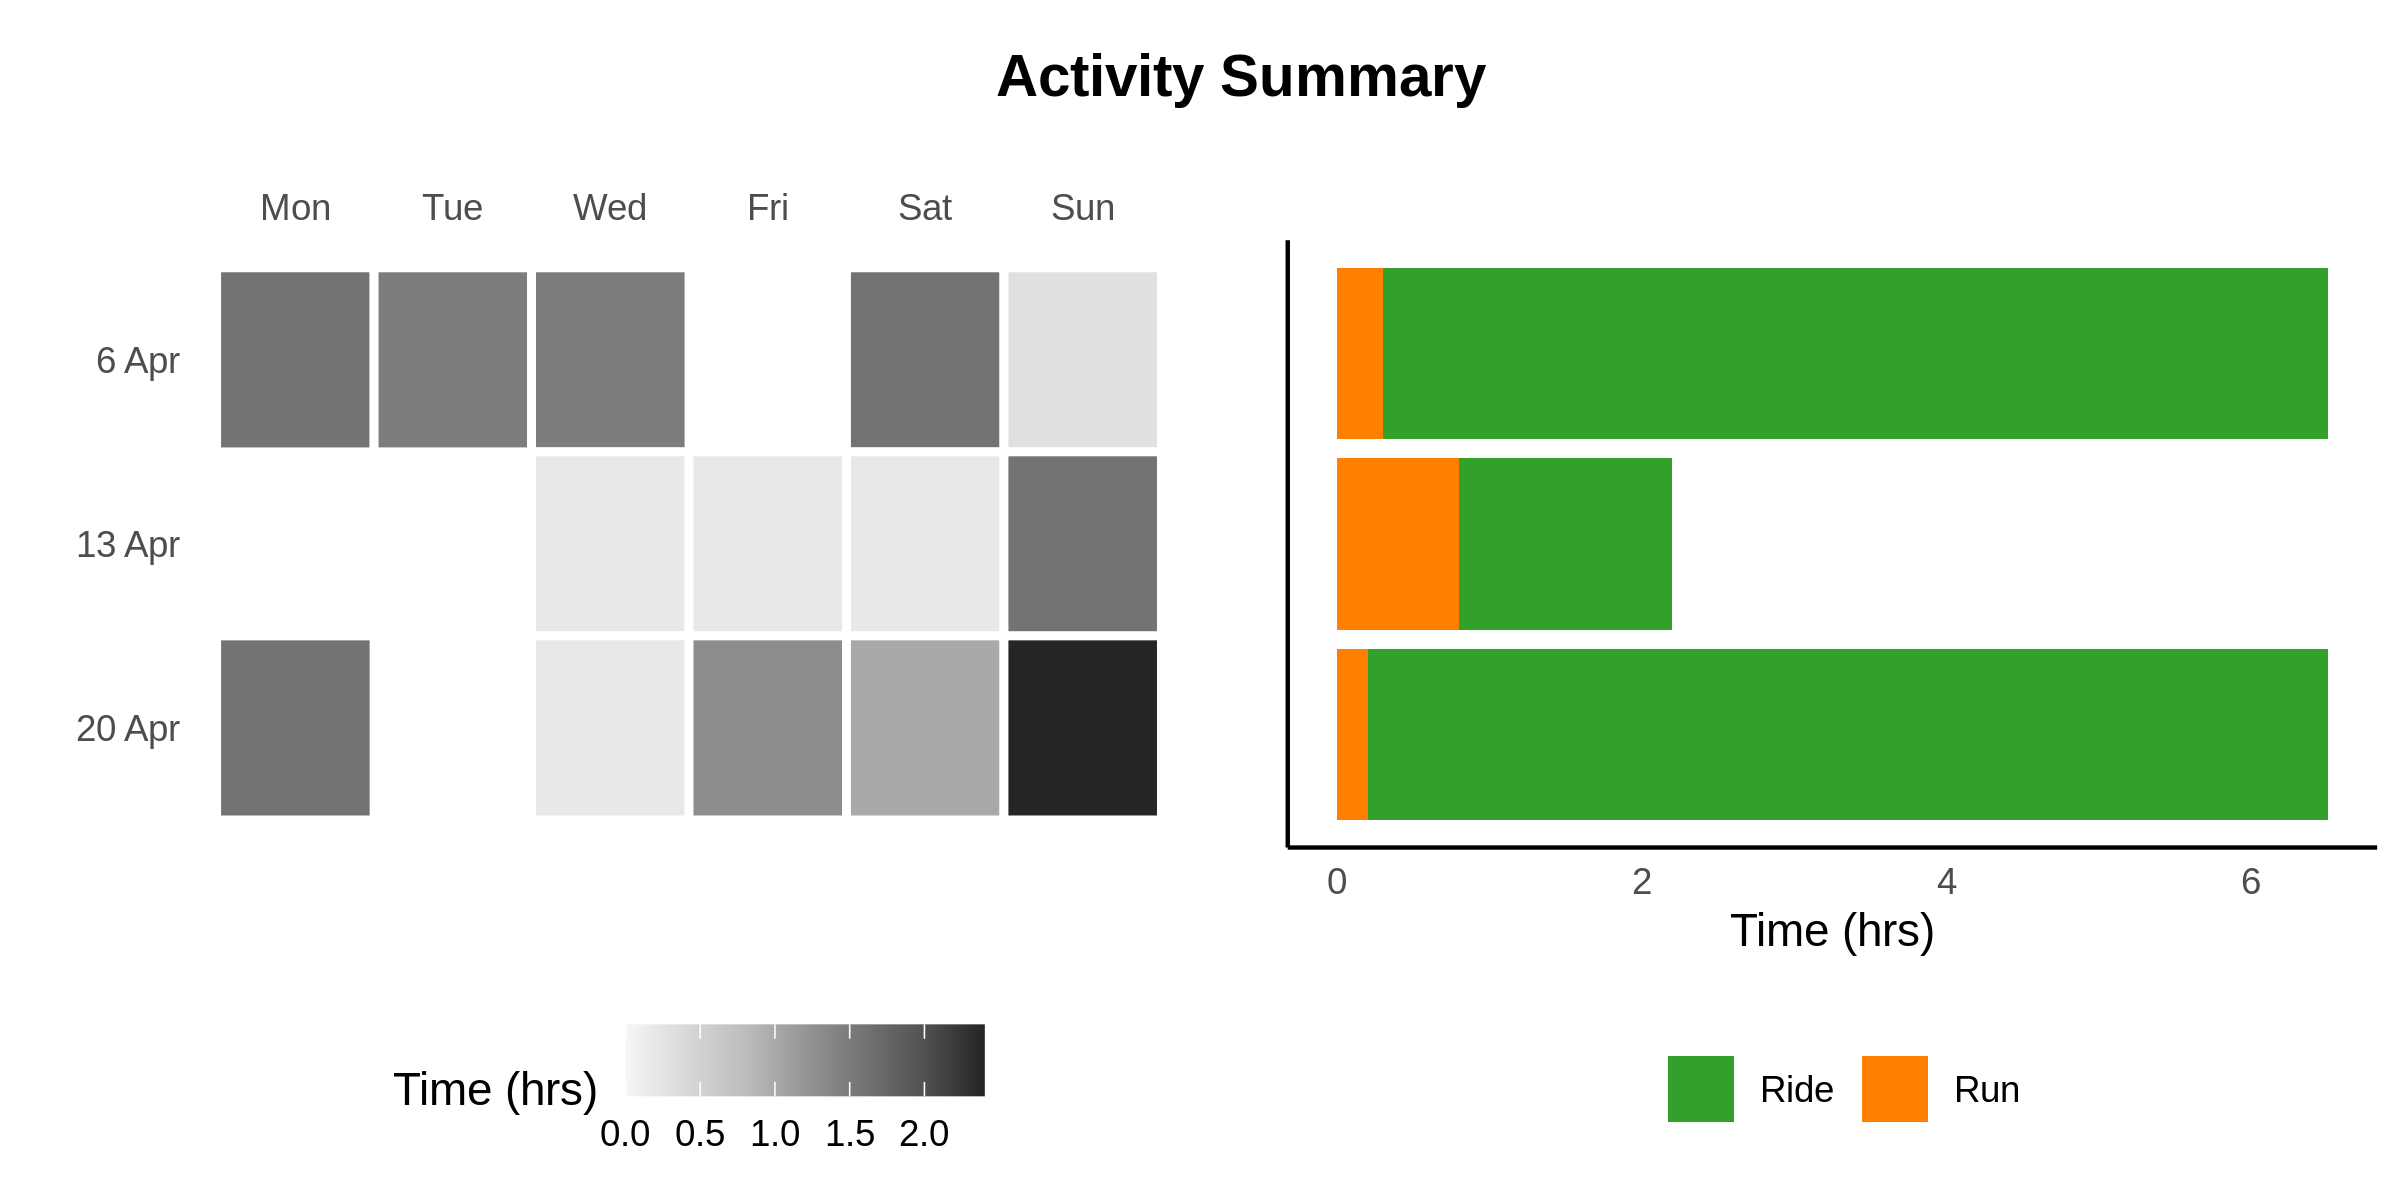 Activity Summary
Mon Tue Wed Fri Sat Sun
6 Apr
13 Apr
20 Apr
0 2 4 6
Time (hrs)
Time (hrs)
0.0 0.5 1.0 1.5 2.0
Ride Run